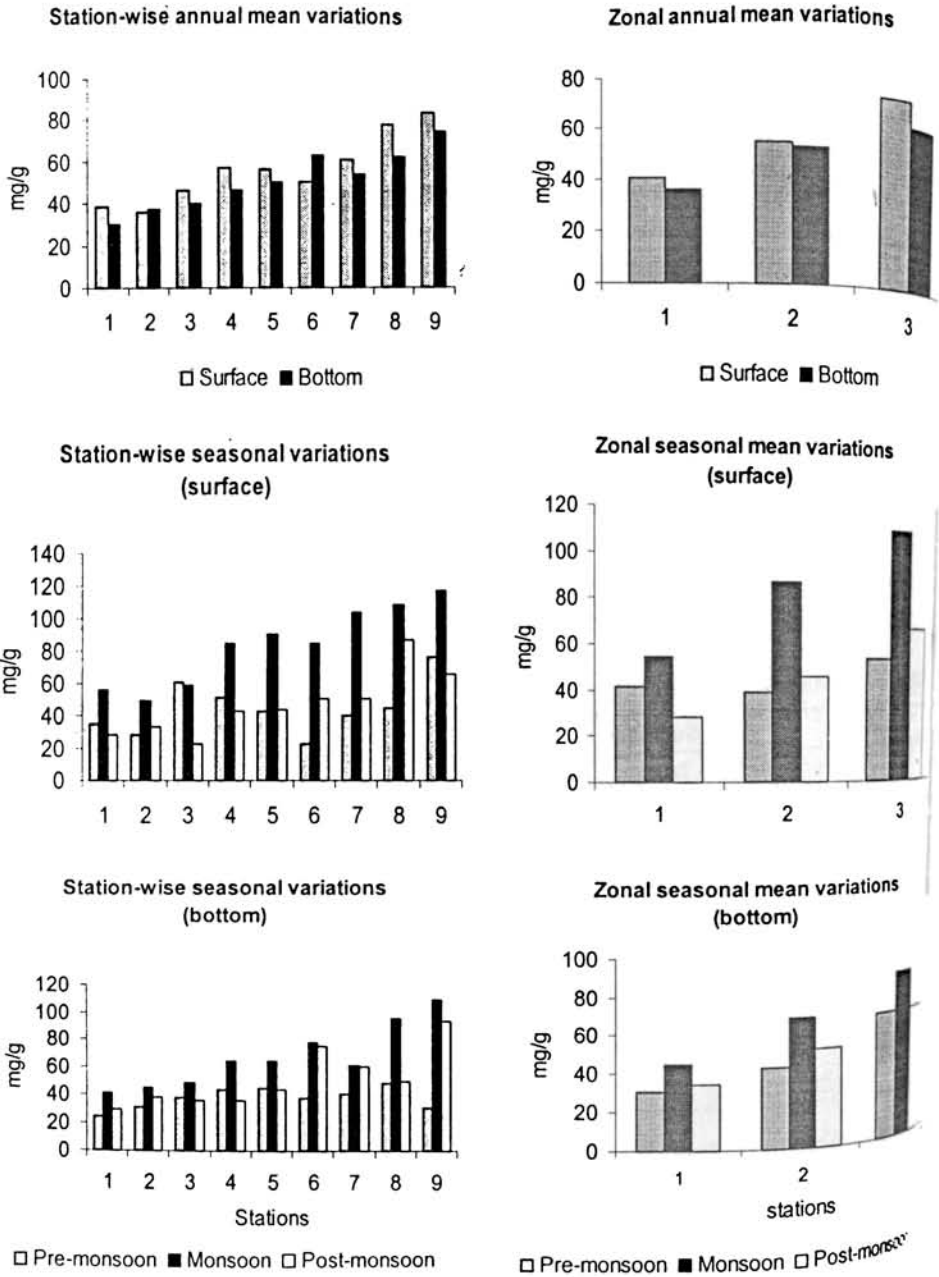 Station-wise annual mean variations
100
80
60
40
20
0
mg/g
1 2 3 4 5 6 7 8 9
Surface Bottom
Zonal annual mean variations
80
60
40
20
0
mg/g
1 2 3
Surface Bottom
Station-wise seasonal variations
(surface)
140
120
100
80
60
40
20
0
mg/g
1 2 3 4 5 6 7 8 9
Zonal seasonal mean variations
(surface)
120
100
80
60
40
20
0
mg/g
1 2 3
Station-wise seasonal variations
(bottom)
120
100
80
60
40
20
0
mg/g
1 2 3 4 5 6 7 8 9
Stations
Pre-monsoon Monsoon Post-monsoon
Zonal seasonal mean variations
(bottom)
100
80
60
40
20
0
mg/g
1 2
stations
Pre-monsoon Monsoon Post-monsoon